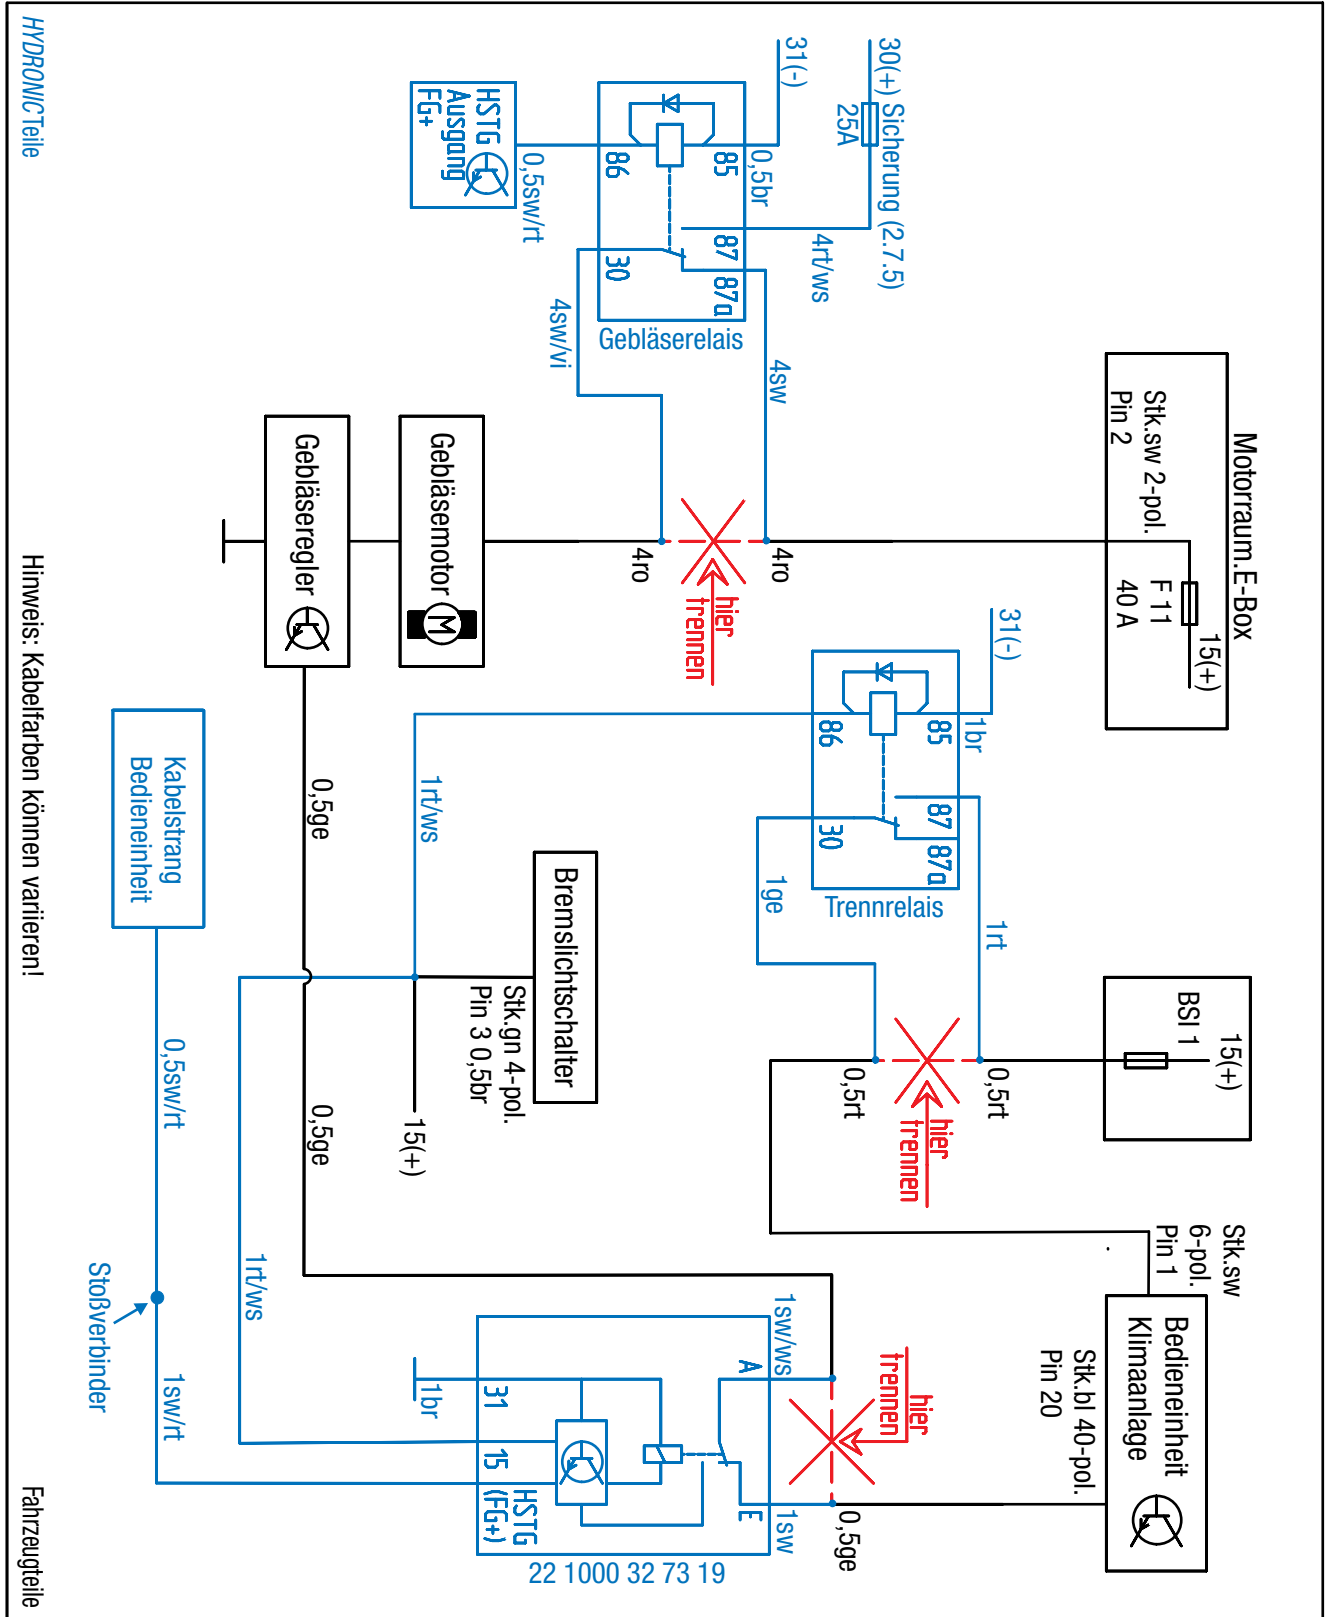 Motorraum.E-Box
15(+)
F 11
40 A
Stk.sw 2-pol.
Pin 2
BSI 1
15(+)
Stk.sw
6-pol.
Pin 1
Bedieneinheit
Klimaanlage
Stk.bl 40-pol.
Pin 20
30(+) Sicherung (2.7.5)
25A
31(-)
0,5br
4rt/ws
85
87
87a
86
30
Gebläserelais
HSTG
Ausgang
FG+
0,5sw/rt
4sw/vi
4sw
4ro
4ro
hier
trennen
31(-)
1br
85
87
87a
86
30
Trennrelais
1rt
1ge
0,5rt
0,5rt
hier
trennen
hier
trennen
1sw/ws
1sw
0,5ge
A
E
31
15
HSTG
(FG+)
1br
22 1000 32 73 19
Gebläsemotor
M
Gebläseregler
0,5ge
0,5ge
1rt/ws
1rt/ws
Bremslichtschalter
Stk.gn 4-pol.
Pin 3 0,5br
15(+)
Kabelstrang
Bedieneinheit
0,5sw/rt
1sw/rt
Stoßverbinder
HYDRONIC Teile
Hinweis: Kabelfarben können variieren!
Fahrzeugteile